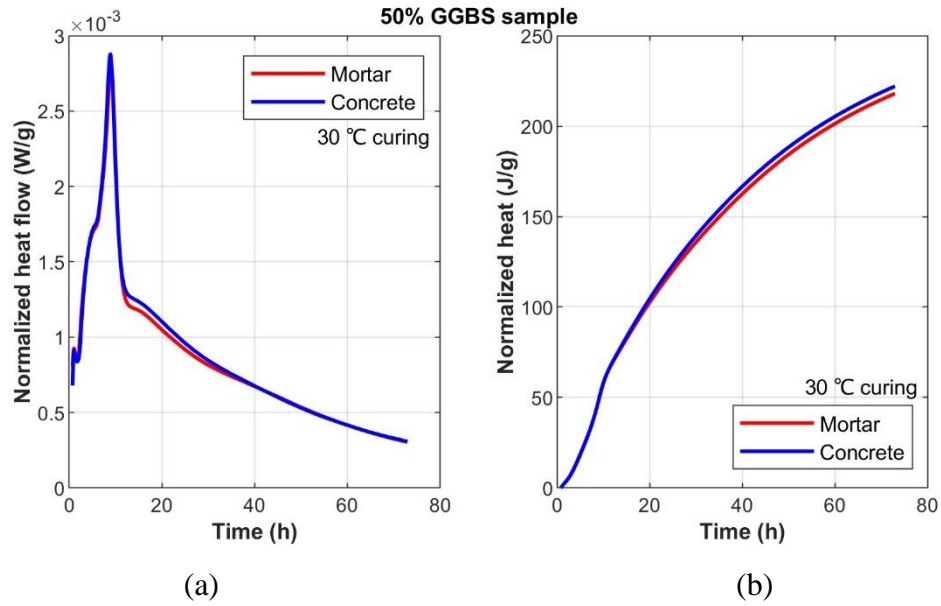 50% GGBS sample
×10⁻³
3
2.5
2
1.5
1
0.5
0
0 20 40 60 80
Normalized heat flow (W/g)
Time (h)
Mortar
Concrete
30 ℃ curing
(a)
250
200
150
100
50
0
0 20 40 60 80
Normalized heat (J/g)
Time (h)
30 ℃ curing
Mortar
Concrete
(b)